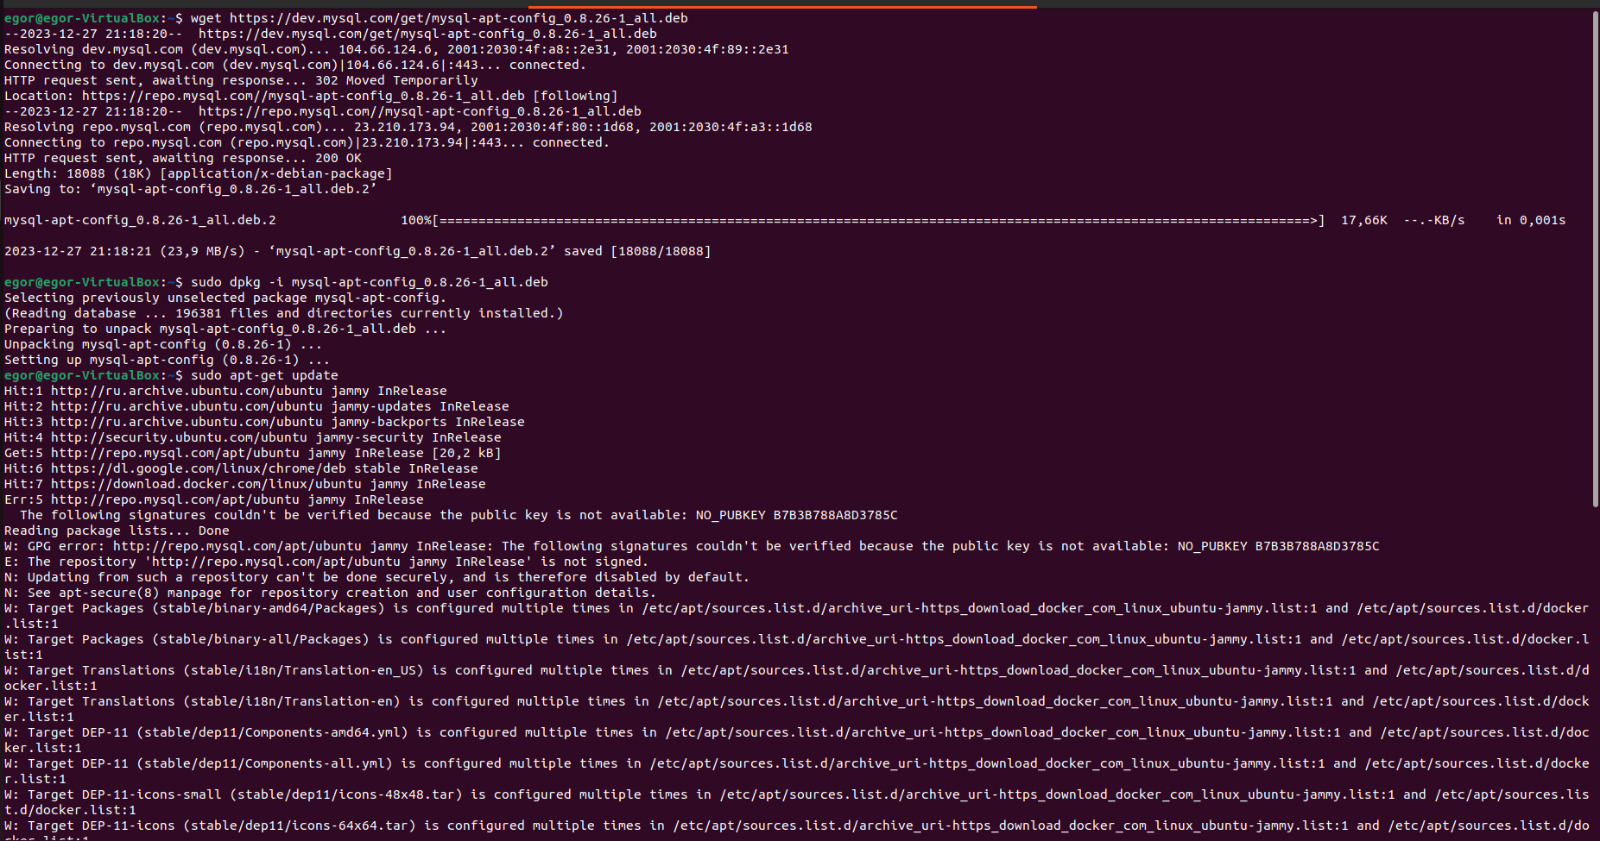 egor@egor-VirtualBox:~$ wget https://dev.mysql.com/get/mysql-apt-config_0.8.26-1_all.deb
--2023-12-27 21:18:20--  https://dev.mysql.com/get/mysql-apt-config_0.8.26-1_all.deb
Resolving dev.mysql.com (dev.mysql.com)... 104.66.124.6, 2001:2030:4f:a8::2e31, 2001:2030:4f:89::2e31
Connecting to dev.mysql.com (dev.mysql.com)|104.66.124.6|:443... connected.
HTTP request sent, awaiting response... 302 Moved Temporarily
Location: https://repo.mysql.com//mysql-apt-config_0.8.26-1_all.deb [following]
--2023-12-27 21:18:20--  https://repo.mysql.com//mysql-apt-config_0.8.26-1_all.deb
Resolving repo.mysql.com (repo.mysql.com)... 23.210.173.94, 2001:2030:4f:80::1d68, 2001:2030:4f:a3::1d68
Connecting to repo.mysql.com (repo.mysql.com)|23.210.173.94|:443... connected.
HTTP request sent, awaiting response... 200 OK
Length: 18088 (18K) [application/x-debian-package]
Saving to: ‘mysql-apt-config_0.8.26-1_all.deb.2’
mysql-apt-config_0.8.26-1_all.deb.2                100%[================================================================================================================>]  17,66K  --.-KB/s    in 0,001s
2023-12-27 21:18:21 (23,9 MB/s) - ‘mysql-apt-config_0.8.26-1_all.deb.2’ saved [18088/18088]
egor@egor-VirtualBox:~$ sudo dpkg -i mysql-apt-config_0.8.26-1_all.deb
Selecting previously unselected package mysql-apt-config.
(Reading database ... 196381 files and directories currently installed.)
Preparing to unpack mysql-apt-config_0.8.26-1_all.deb ...
Unpacking mysql-apt-config (0.8.26-1) ...
Setting up mysql-apt-config (0.8.26-1) ...
egor@egor-VirtualBox:~$ sudo apt-get update
Hit:1 http://ru.archive.ubuntu.com/ubuntu jammy InRelease
Hit:2 http://ru.archive.ubuntu.com/ubuntu jammy-updates InRelease
Hit:3 http://ru.archive.ubuntu.com/ubuntu jammy-backports InRelease
Hit:4 http://security.ubuntu.com/ubuntu jammy-security InRelease
Get:5 http://repo.mysql.com/apt/ubuntu jammy InRelease [20,2 kB]
Hit:6 https://dl.google.com/linux/chrome/deb stable InRelease
Hit:7 https://download.docker.com/linux/ubuntu jammy InRelease
Err:5 http://repo.mysql.com/apt/ubuntu jammy InRelease
  The following signatures couldn't be verified because the public key is not available: NO_PUBKEY B7B3B788A8D3785C
Reading package lists... Done
W: GPG error: http://repo.mysql.com/apt/ubuntu jammy InRelease: The following signatures couldn't be verified because the public key is not available: NO_PUBKEY B7B3B788A8D3785C
E: The repository 'http://repo.mysql.com/apt/ubuntu jammy InRelease' is not signed.
N: Updating from such a repository can't be done securely, and is therefore disabled by default.
N: See apt-secure(8) manpage for repository creation and user configuration details.
W: Target Packages (stable/binary-amd64/Packages) is configured multiple times in /etc/apt/sources.list.d/archive_uri-https_download_docker_com_linux_ubuntu-jammy.list:1 and /etc/apt/sources.list.d/docker
.list:1
W: Target Packages (stable/binary-all/Packages) is configured multiple times in /etc/apt/sources.list.d/archive_uri-https_download_docker_com_linux_ubuntu-jammy.list:1 and /etc/apt/sources.list.d/docker.l
ist:1
W: Target Translations (stable/i18n/Translation-en_US) is configured multiple times in /etc/apt/sources.list.d/archive_uri-https_download_docker_com_linux_ubuntu-jammy.list:1 and /etc/apt/sources.list.d/d
ocker.list:1
W: Target Translations (stable/i18n/Translation-en) is configured multiple times in /etc/apt/sources.list.d/archive_uri-https_download_docker_com_linux_ubuntu-jammy.list:1 and /etc/apt/sources.list.d/dock
er.list:1
W: Target DEP-11 (stable/dep11/Components-amd64.yml) is configured multiple times in /etc/apt/sources.list.d/archive_uri-https_download_docker_com_linux_ubuntu-jammy.list:1 and /etc/apt/sources.list.d/doc
ker.list:1
W: Target DEP-11 (stable/dep11/Components-all.yml) is configured multiple times in /etc/apt/sources.list.d/archive_uri-https_download_docker_com_linux_ubuntu-jammy.list:1 and /etc/apt/sources.list.d/docke
r.list:1
W: Target DEP-11-icons-small (stable/dep11/icons-48x48.tar) is configured multiple times in /etc/apt/sources.list.d/archive_uri-https_download_docker_com_linux_ubuntu-jammy.list:1 and /etc/apt/sources.lis
t.d/docker.list:1
W: Target DEP-11-icons (stable/dep11/icons-64x64.tar) is configured multiple times in /etc/apt/sources.list.d/archive_uri-https_download_docker_com_linux_ubuntu-jammy.list:1 and /etc/apt/sources.list.d/do
cker.list:1